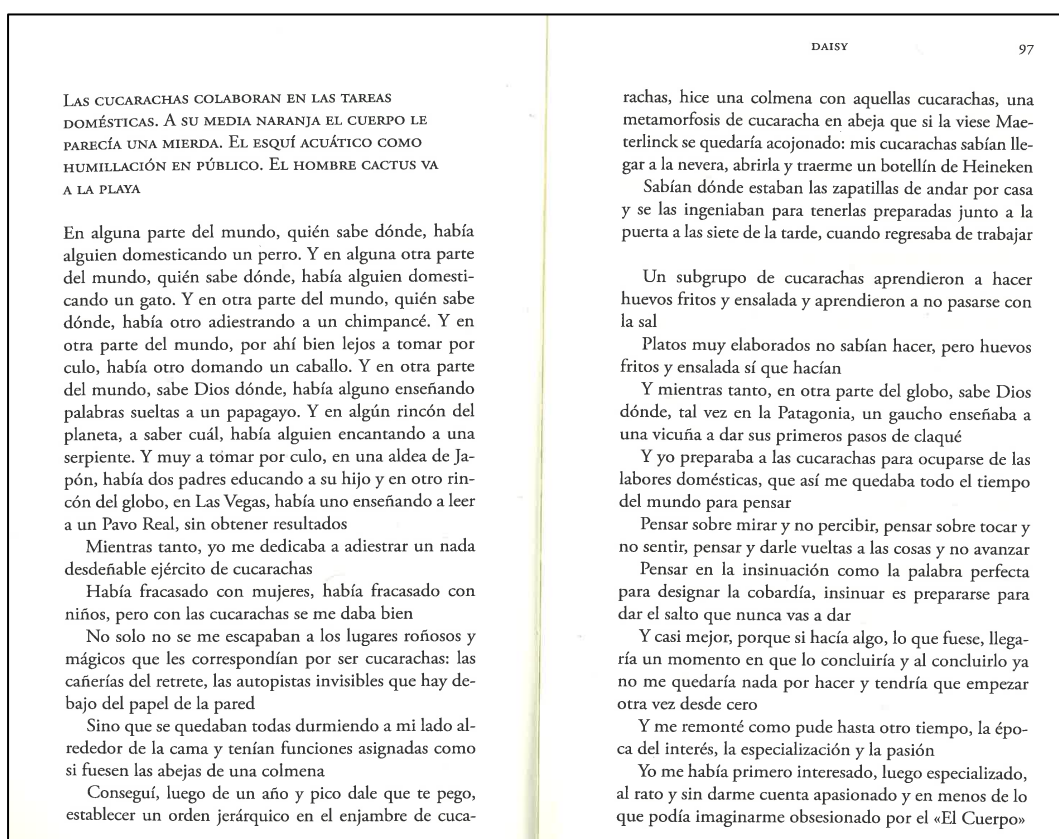 LAS CUCARACHAS COLABORAN EN LAS TAREAS
DOMÉSTICAS. A SU MEDIA NARANJA EL CUERPO LE
PARECÍA UNA MIERDA. EL ESQUÍ ACUÁTICO COMO
HUMILLACIÓN EN PÚBLICO. EL HOMBRE CACTUS VA
A LA PLAYA
En alguna parte del mundo, quién sabe dónde, había
alguien domesticando un perro. Y en alguna otra parte
del mundo, quién sabe dónde, había alguien domesti-
cando un gato. Y en otra parte del mundo, quién sabe
dónde, había otro adiestrando a un chimpancé. Y en
otra parte del mundo, por ahí bien lejos a tomar por
culo, había otro domando un caballo. Y en otra parte
del mundo, sabe Dios dónde, había alguno enseñando
palabras sueltas a un papagayo. Y en algún rincón del
planeta, a saber cuál, había alguien encantando a una
serpiente. Y muy a tomar por culo, en una aldea de Ja-
pón, había dos padres educando a su hijo y en otro rin-
cón del globo, en Las Vegas, había uno enseñando a leer
a un Pavo Real, sin obtener resultados
Mientras tanto, yo me dedicaba a adiestrar un nada
desdeñable ejército de cucarachas
Había fracasado con mujeres, había fracasado con
niños, pero con las cucarachas se me daba bien
No solo no se me escapaban a los lugares roñosos y
mágicos que les correspondían por ser cucarachas: las
cañerías del retrete, las autopistas invisibles que hay de-
bajo del papel de la pared
Sino que se quedaban todas durmiendo a mi lado al-
rededor de la cama y tenían funciones asignadas como
si fuesen las abejas de una colmena
Conseguí, luego de un año y pico dale que te pego,
establecer un orden jerárquico en el enjambre de cuca-
DAISY 97
rachas, hice una colmena con aquellas cucarachas, una
metamorfosis de cucaracha en abeja que si la viese Mae-
terlinck se quedaría acojonado: mis cucarachas sabían lle-
gar a la nevera, abrirla y traerme un botellín de Heineken
Sabían dónde estaban las zapatillas de andar por casa
y se las ingeniaban para tenerlas preparadas junto a la
puerta a las siete de la tarde, cuando regresaba de trabajar
Un subgrupo de cucarachas aprendieron a hacer
huevos fritos y ensalada y aprendieron a no pasarse con
la sal
Platos muy elaborados no sabían hacer, pero huevos
fritos y ensalada sí que hacían
Y mientras tanto, en otra parte del globo, sabe Dios
dónde, tal vez en la Patagonia, un gaucho enseñaba a
una vicuña a dar sus primeros pasos de claqué
Y yo preparaba a las cucarachas para ocuparse de las
labores domésticas, que así me quedaba todo el tiempo
del mundo para pensar
Pensar sobre mirar y no percibir, pensar sobre tocar y
no sentir, pensar y darle vueltas a las cosas y no avanzar
Pensar en la insinuación como la palabra perfecta
para designar la cobardía, insinuar es prepararse para
dar el salto que nunca vas a dar
Y casi mejor, porque si hacía algo, lo que fuese, llega-
ría un momento en que lo concluiría y al concluirlo ya
no me quedaría nada por hacer y tendría que empezar
otra vez desde cero
Y me remonté como pude hasta otro tiempo, la épo-
ca del interés, la especialización y la pasión
Yo me había primero interesado, luego especializado,
al rato y sin darme cuenta apasionado y en menos de lo
que podía imaginarme obsesionado por el «El Cuerpo»